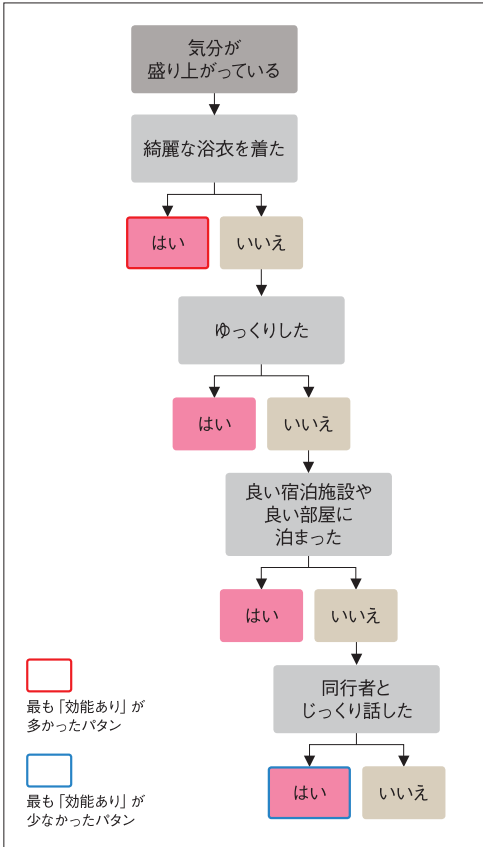 気分が
盛り上がっている
綺麗な浴衣を着た
はい
いいえ
ゆっくりした
はい
いいえ
良い宿泊施設や
良い部屋に
泊まった
はい
いいえ
同行者と
じっくり話した
はい
いいえ
最も「効能あり」が
多かったパタン
最も「効能あり」が
少なかったパタン